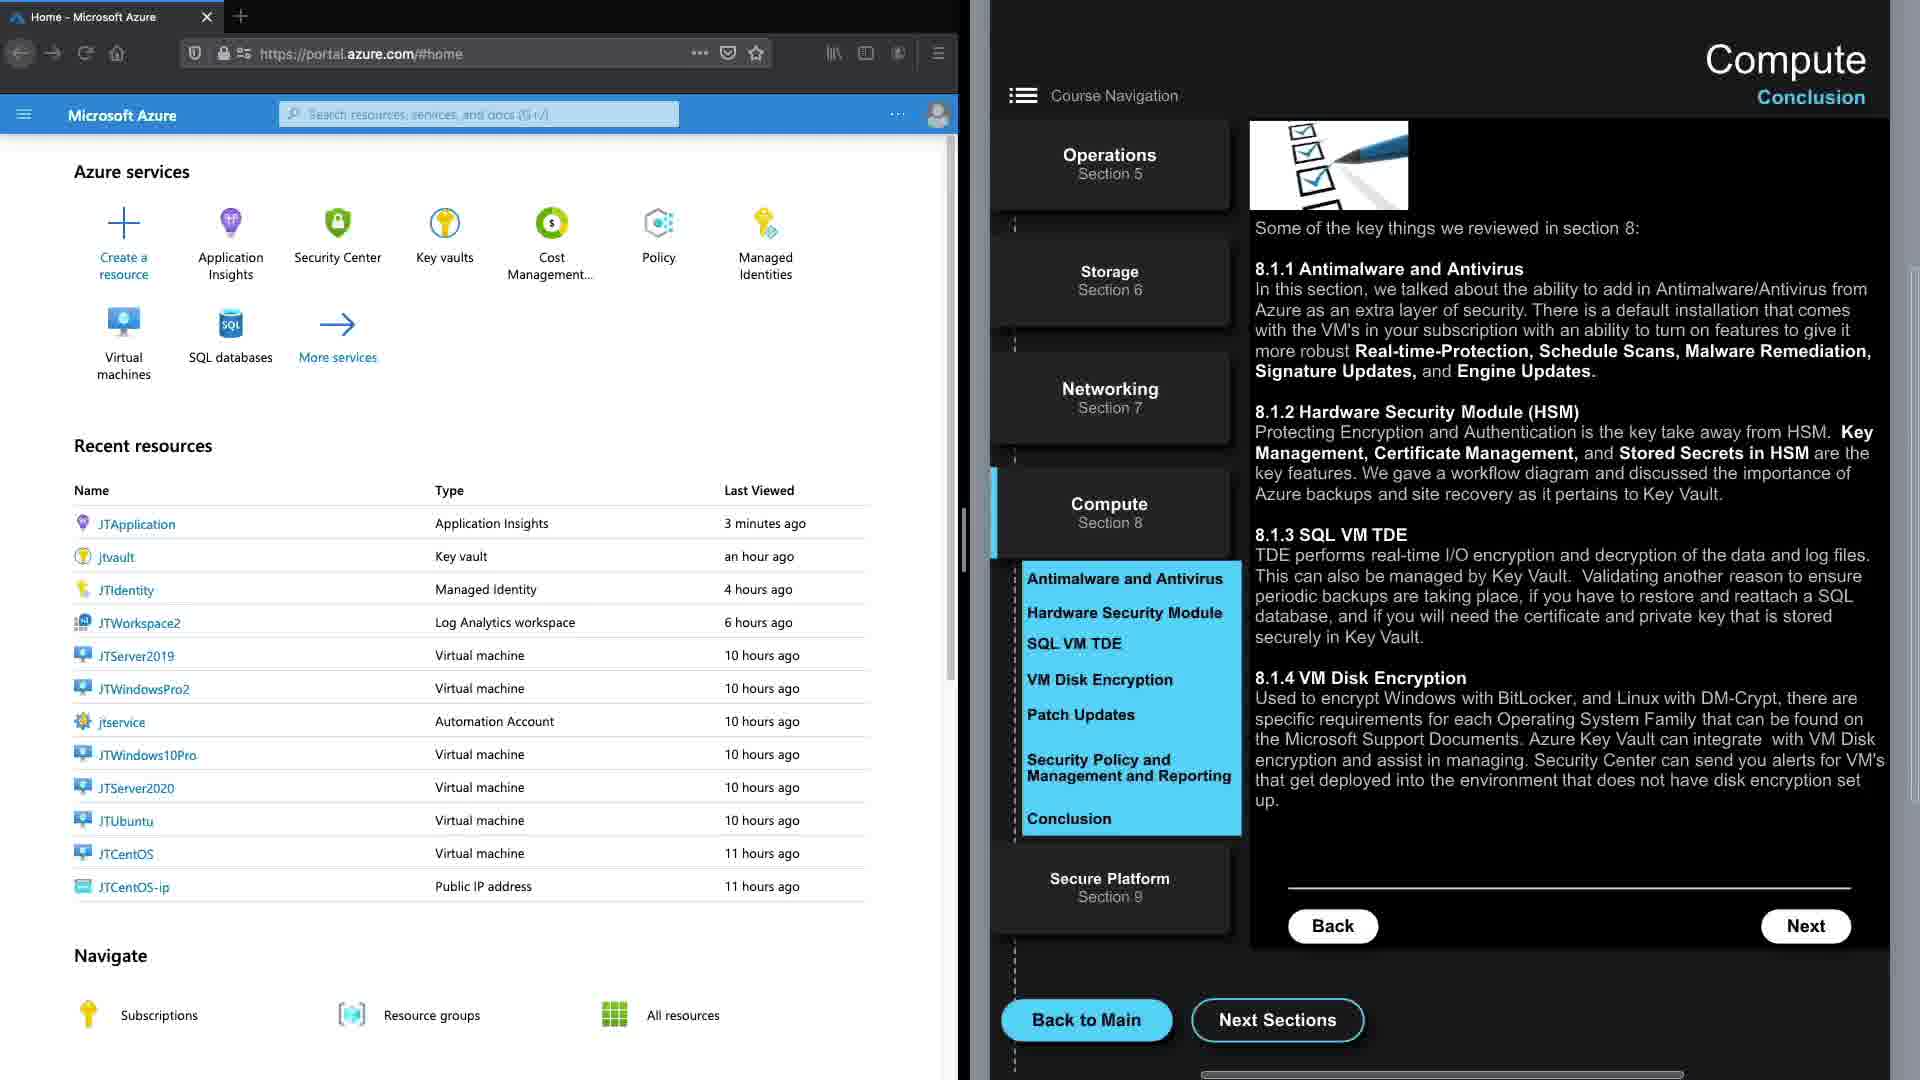 Home - Microsoft Azure
https://portal.azure.com/#home
Microsoft Azure
Search resources, services, and docs (G+/)
Azure services
Create a resource
Application Insights
Security Center
Key vaults
Cost Management...
Policy
Managed Identities
Virtual machines
SQL
SQL databases
More services
Recent resources
Name Type Last Viewed
JTApplication Application Insights 3 minutes ago
jtvault Key vault an hour ago
JTIdentity Managed Identity 4 hours ago
JTWorkspace2 Log Analytics workspace 6 hours ago
JTServer2019 Virtual machine 10 hours ago
JTWindowsPro2 Virtual machine 10 hours ago
jtservice Automation Account 10 hours ago
JTWindows10Pro Virtual machine 10 hours ago
JTServer2020 Virtual machine 10 hours ago
JTUbuntu Virtual machine 10 hours ago
JTCentOS Virtual machine 11 hours ago
JTCentOS-ip Public IP address 11 hours ago
Navigate
Subscriptions Resource groups All resources
Compute
Conclusion
Course Navigation
Operations
Section 5
Storage
Section 6
Networking
Section 7
Compute
Section 8
Antimalware and Antivirus
Hardware Security Module
SQL VM TDE
VM Disk Encryption
Patch Updates
Security Policy and
Management and Reporting
Conclusion
Secure Platform
Section 9
Some of the key things we reviewed in section 8:
8.1.1 Antimalware and Antivirus
In this section, we talked about the ability to add in Antimalware/Antivirus from
Azure as an extra layer of security. There is a default installation that comes
with the VM's in your subscription with an ability to turn on features to give it
more robust Real-time-Protection, Schedule Scans, Malware Remediation,
Signature Updates, and Engine Updates.
8.1.2 Hardware Security Module (HSM)
Protecting Encryption and Authentication is the key take away from HSM. Key
Management, Certificate Management, and Stored Secrets in HSM are the
key features. We gave a workflow diagram and discussed the importance of
Azure backups and site recovery as it pertains to Key Vault.
8.1.3 SQL VM TDE
TDE performs real-time I/O encryption and decryption of the data and log files.
This can also be managed by Key Vault. Validating another reason to ensure
periodic backups are taking place, if you have to restore and reattach a SQL
database, and if you will need the certificate and private key that is stored
securely in Key Vault.
8.1.4 VM Disk Encryption
Used to encrypt Windows with BitLocker, and Linux with DM-Crypt, there are
specific requirements for each Operating System Family that can be found on
the Microsoft Support Documents. Azure Key Vault can integrate with VM Disk
encryption and assist in managing. Security Center can send you alerts for VM's
that get deployed into the environment that does not have disk encryption set
up.
Back Next
Back to Main Next Sections